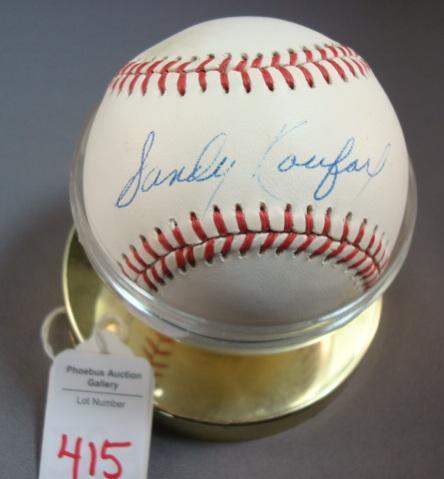 Sandy Koufax
Phoebus Auction
Gallery
Lot Number
415